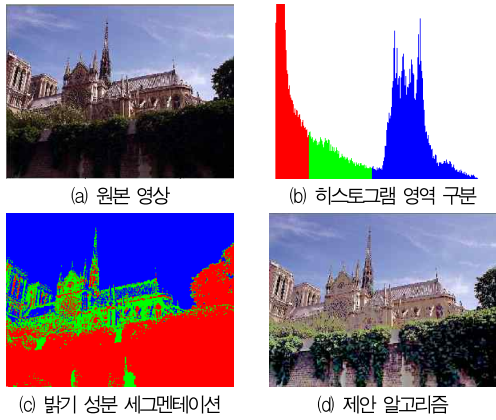 (a) 원본 영상
(b) 히스토그램 영역 구분
(c) 밝기 성분 세그멘테이션
(d) 제안 알고리즘